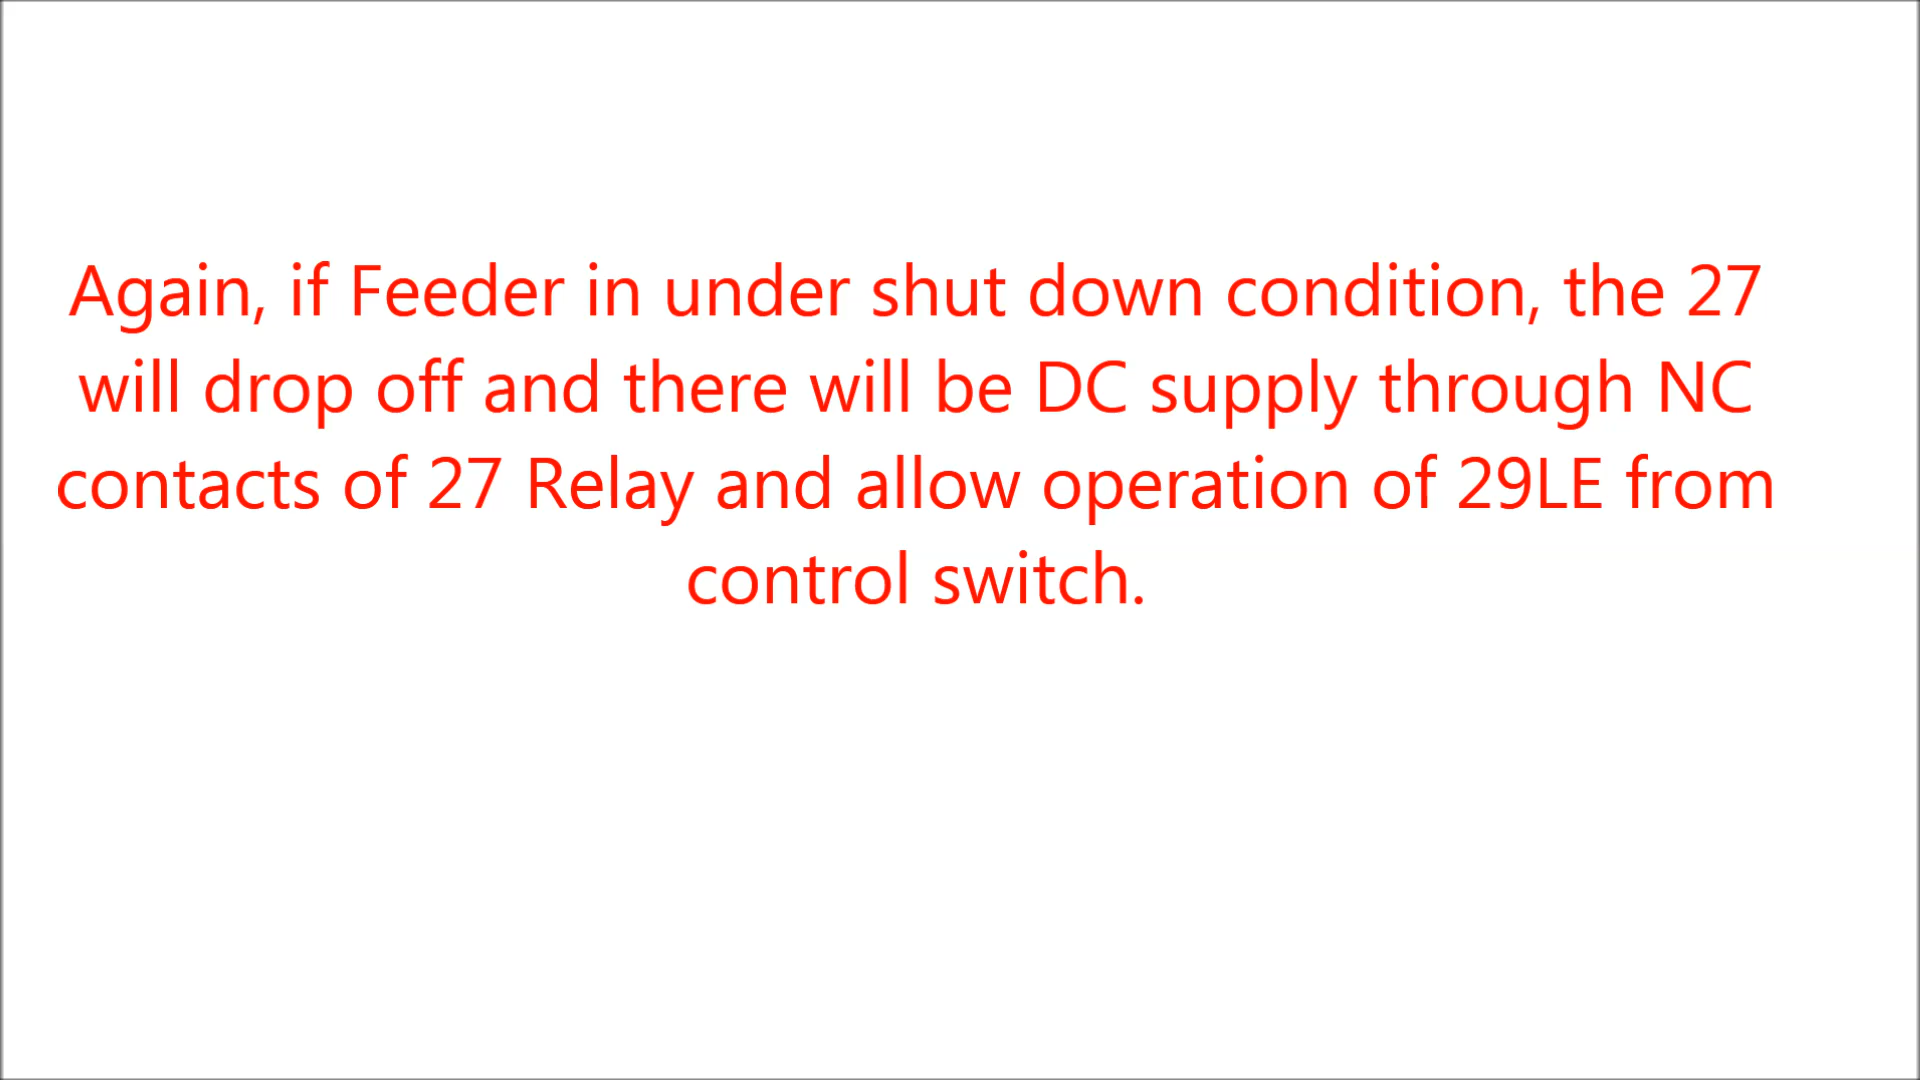 Again, if Feeder in under shut down condition, the 27
will drop off and there will be DC supply through NC
contacts of 27 Relay and allow operation of 29LE from
control switch.